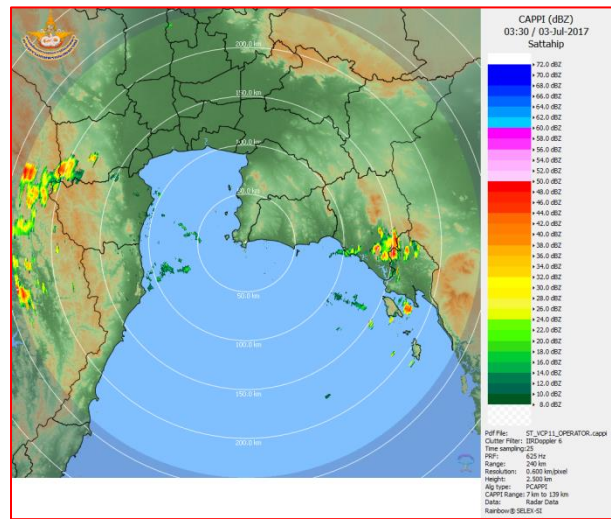 CAPPI (dBZ)
03:30 / 03-Jul-2017
Sattahip
72.0 dBZ
70.0 dBZ
68.0 dBZ
66.0 dBZ
64.0 dBZ
62.0 dBZ
60.0 dBZ
58.0 dBZ
56.0 dBZ
54.0 dBZ
52.0 dBZ
50.0 dBZ
48.0 dBZ
46.0 dBZ
44.0 dBZ
42.0 dBZ
40.0 dBZ
38.0 dBZ
36.0 dBZ
34.0 dBZ
32.0 dBZ
30.0 dBZ
28.0 dBZ
26.0 dBZ
24.0 dBZ
22.0 dBZ
20.0 dBZ
18.0 dBZ
16.0 dBZ
14.0 dBZ
12.0 dBZ
10.0 dBZ
8.0 dBZ
Pdf File: ST_VCP11_OPERATOR.cappi
Clutter Filter: IIRDoppler 6
Time sampling: 25
PRF: 625 Hz
Range: 240 km
Resolution: 0.600 km/pixel
Height: 2.500 km
Alg type: PCAPPI
CAPPI Range: 7 km to 139 km
Data: Radar Data
Rainbow® SELEX-SI
200.0 km
150.0 km
50.0 km
100.0 km
150.0 km
200.0 km